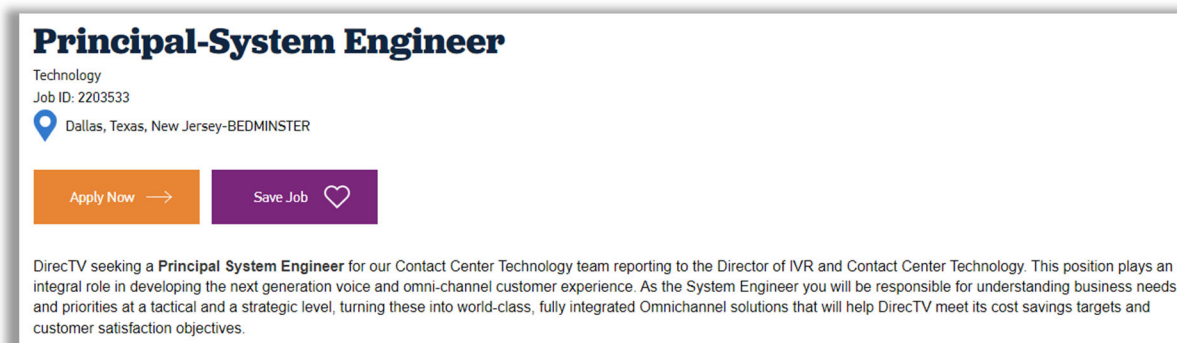 Principal-System Engineer
Technology
Job ID: 2203533
Dallas, Texas, New Jersey-BEDMINSTER
Apply Now
Save Job
DirecTV seeking a Principal System Engineer for our Contact Center Technology team reporting to the Director of IVR and Contact Center Technology. This position plays an
integral role in developing the next generation voice and omni-channel customer experience. As the System Engineer you will be responsible for understanding business needs
and priorities at a tactical and a strategic level, turning these into world-class, fully integrated Omnichannel solutions that will help DirecTV meet its cost savings targets and
customer satisfaction objectives.